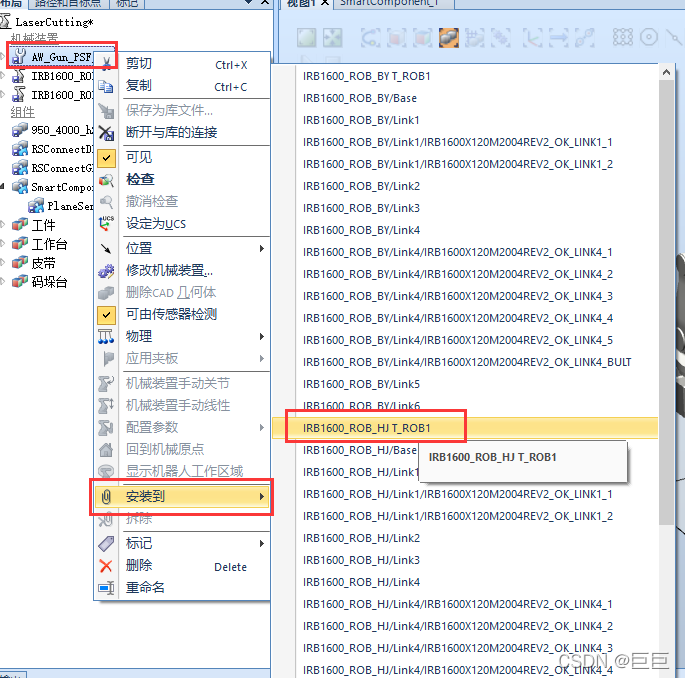 布局 路径和目标点 标记
LaserCutting*
机械装置
AW_Gun_PSF
IRB1600_RO
IRB1600_RO
组件
950_4000_h
RSConnectD
RSConnectG
SmartCompo
PlaneSen
工件
工作台
皮带
码垛台
剪切 Ctrl+X
复制 Ctrl+C
保存为库文件...
断开与库的连接
可见
检查
撤消检查
设定为UCS
位置
修改机械装置...
删除CAD 几何体
可由传感器检测
物理
应用夹板
机械装置手动关节
机械装置手动线性
配置参数
回到机械原点
显示机器人工作区域
安装到
拆除
标记
删除 Delete
重命名
视图1 SmartComponent_1
IRB1600_ROB_BY T_ROB1
IRB1600_ROB_BY/Base
IRB1600_ROB_BY/Link1
IRB1600_ROB_BY/Link1/IRB1600X120M2004REV2_OK_LINK1_1
IRB1600_ROB_BY/Link1/IRB1600X120M2004REV2_OK_LINK1_2
IRB1600_ROB_BY/Link2
IRB1600_ROB_BY/Link3
IRB1600_ROB_BY/Link4
IRB1600_ROB_BY/Link4/IRB1600X120M2004REV2_OK_LINK4_1
IRB1600_ROB_BY/Link4/IRB1600X120M2004REV2_OK_LINK4_2
IRB1600_ROB_BY/Link4/IRB1600X120M2004REV2_OK_LINK4_3
IRB1600_ROB_BY/Link4/IRB1600X120M2004REV2_OK_LINK4_4
IRB1600_ROB_BY/Link4/IRB1600X120M2004REV2_OK_LINK4_5
IRB1600_ROB_BY/Link4/IRB1600X120M2004REV2_OK_LINK4_BULT
IRB1600_ROB_BY/Link5
IRB1600_ROB_BY/Link6
IRB1600_ROB_HJ T_ROB1
IRB1600_ROB_HJ/Base
IRB1600_ROB_HJ T_ROB1
IRB1600_ROB_HJ/Link1
IRB1600_ROB_HJ/Link1/IRB1600X120M2004REV2_OK_LINK1_1
IRB1600_ROB_HJ/Link1/IRB1600X120M2004REV2_OK_LINK1_2
IRB1600_ROB_HJ/Link2
IRB1600_ROB_HJ/Link3
IRB1600_ROB_HJ/Link4
IRB1600_ROB_HJ/Link4/IRB1600X120M2004REV2_OK_LINK4_1
IRB1600_ROB_HJ/Link4/IRB1600X120M2004REV2_OK_LINK4_2
IRB1600_ROB_HJ/Link4/IRB1600X120M2004REV2_OK_LINK4_3
IRB1600_ROB_HJ/Link4/IRB1600X120M2004REV2_OK_LINK4_4
CSDN @巨巨